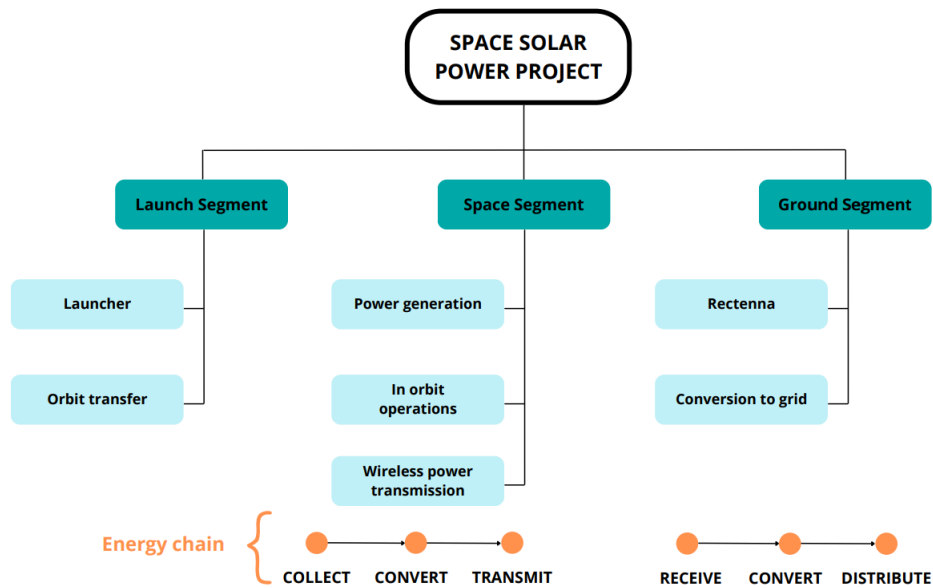 SPACE SOLAR
POWER PROJECT
Launch Segment
Space Segment
Ground Segment
Launcher
Power generation
Rectenna
Orbit transfer
In orbit
operations
Conversion to grid
Wireless power
transmission
Energy chain
COLLECT CONVERT TRANSMIT
RECEIVE CONVERT DISTRIBUTE